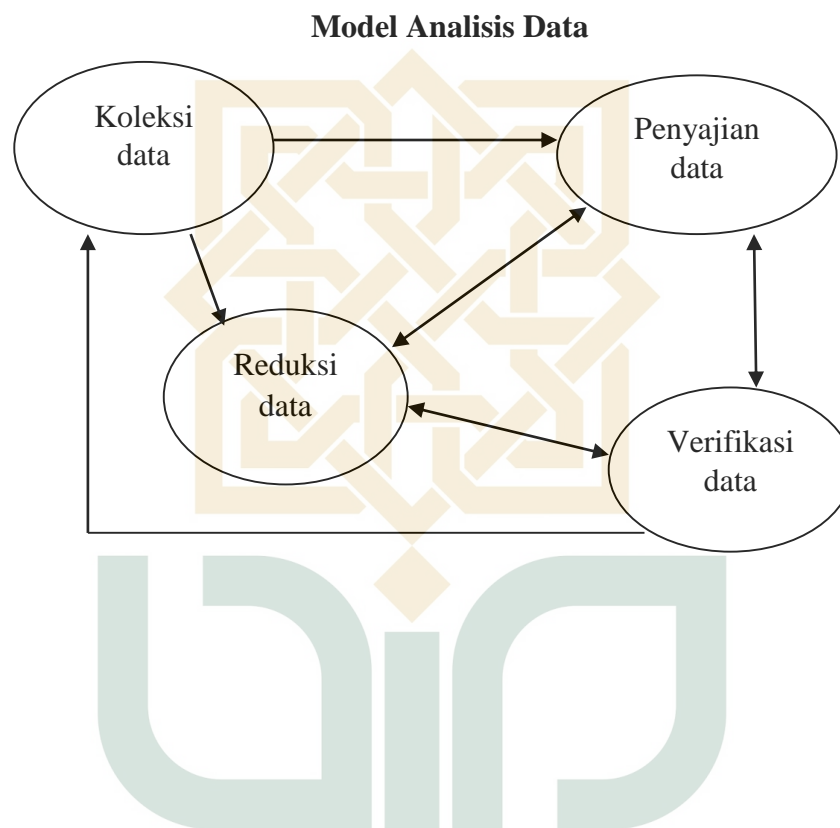 Model Analisis Data
Koleksi
data
Penyajian
data
Reduksi
data
Verifikasi
data